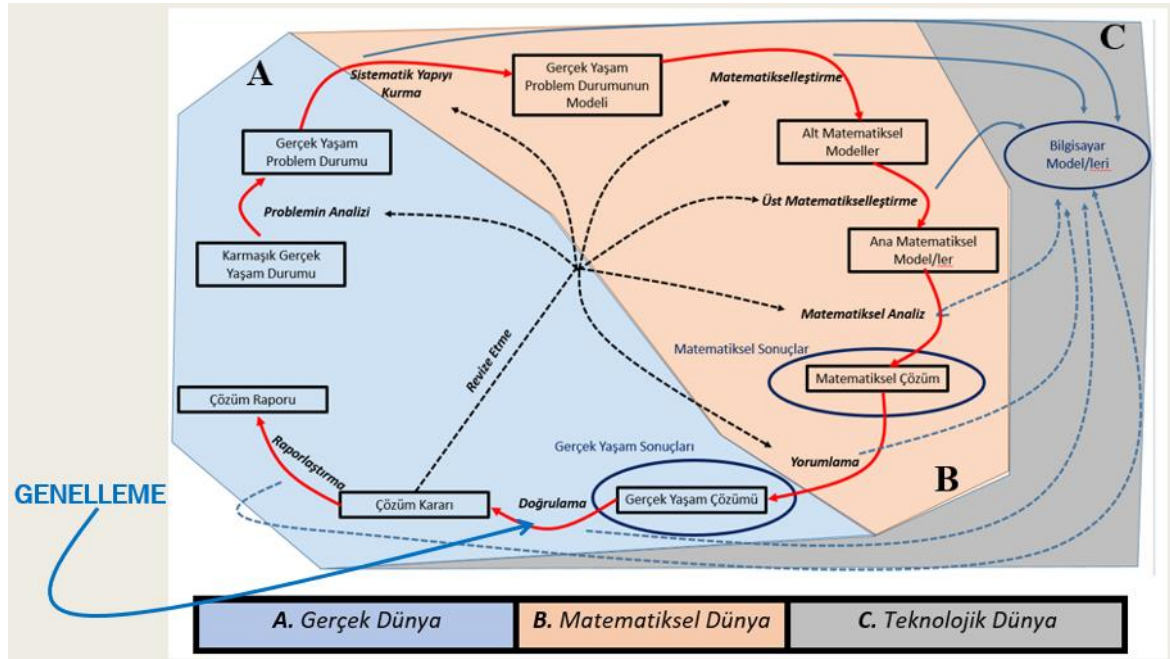 A
Sistematik Yapıyı
Kurma
Gerçek Yaşam
Problem Durumunun
Modeli
Matematikselleştirme
C
Gerçek Yaşam
Problem Durumu
Alt Matematiksel
Modeller
Bilgisayar
Model/leri
Problemin Analizi
Üst Matematikselleştirme
Karmaşık Gerçek
Yaşam Durumu
Ana Matematiksel
Model/ler
Matematiksel Analiz
Revize Etme
Matematiksel Sonuçlar
Matematiksel Çözüm
Çözüm Raporu
Raporlaştırma
Gerçek Yaşam Sonuçları
Yorumlama
B
GENELLEME
Çözüm Kararı
Doğrulama
Gerçek Yaşam Çözümü
A. Gerçek Dünya
B. Matematiksel Dünya
C. Teknolojik Dünya